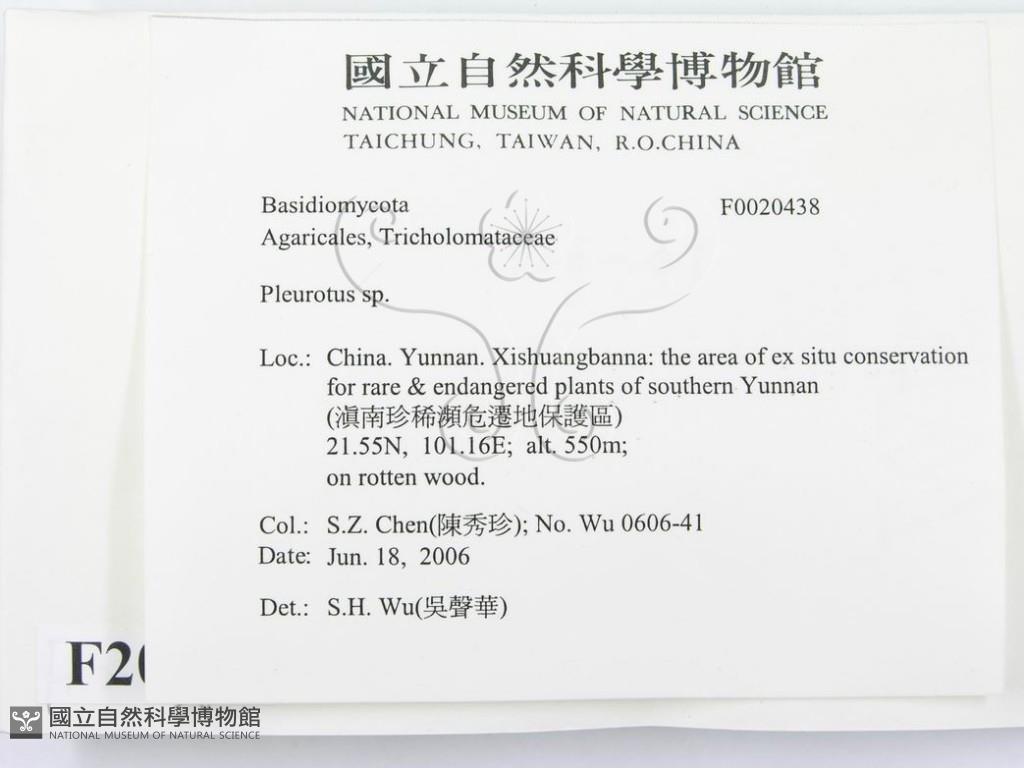 國立自然科學博物館
NATIONAL MUSEUM OF NATURAL SCIENCE
TAICHUNG, TAIWAN, R.O.CHINA
Basidiomycota F0020438
Agaricales, Tricholomataceae
Pleurotus sp.
Loc.: China. Yunnan. Xishuangbanna: the area of ex situ conservation
for rare & endangered plants of southern Yunnan
(滇南珍稀瀕危遷地保護區)
21.55N, 101.16E; alt. 550m;
on rotten wood.
Col.: S.Z. Chen(陳秀珍); No. Wu 0606-41
Date: Jun. 18, 2006
Det.: S.H. Wu(吳聲華)
F20
國立自然科學博物館
NATIONAL MUSEUM OF NATURAL SCIENCE